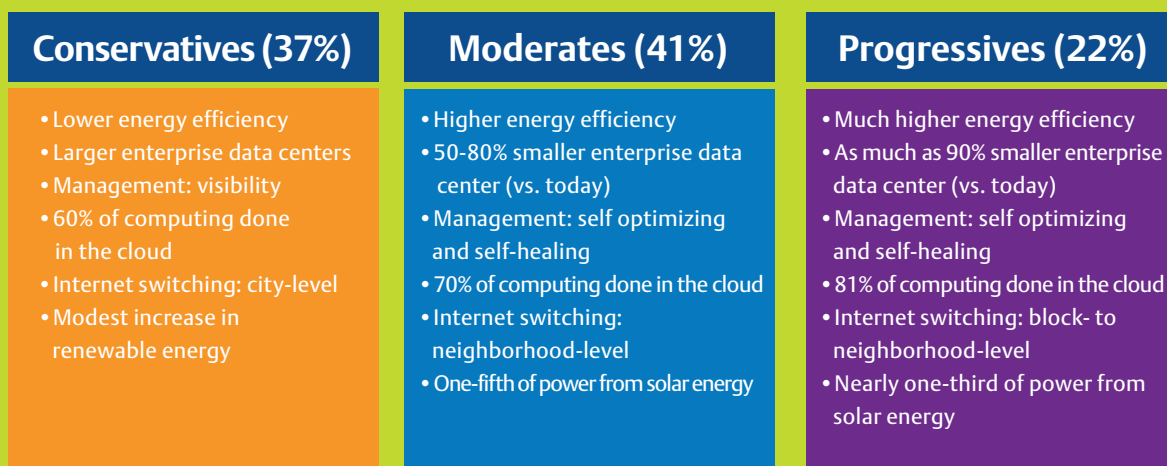 Conservatives (37%)
• Lower energy efficiency
• Larger enterprise data centers
• Management: visibility
• 60% of computing done
in the cloud
• Internet switching: city-level
• Modest increase in
renewable energy
Moderates (41%)
• Higher energy efficiency
• 50-80% smaller enterprise data
center (vs. today)
• Management: self optimizing
and self-healing
• 70% of computing done in the cloud
• Internet switching:
neighborhood-level
• One-fifth of power from solar energy
Progressives (22%)
• Much higher energy efficiency
• As much as 90% smaller enterprise
data center (vs. today)
• Management: self optimizing
and self-healing
• 81% of computing done in the cloud
• Internet switching: block- to
neighborhood-level
• Nearly one-third of power from
solar energy